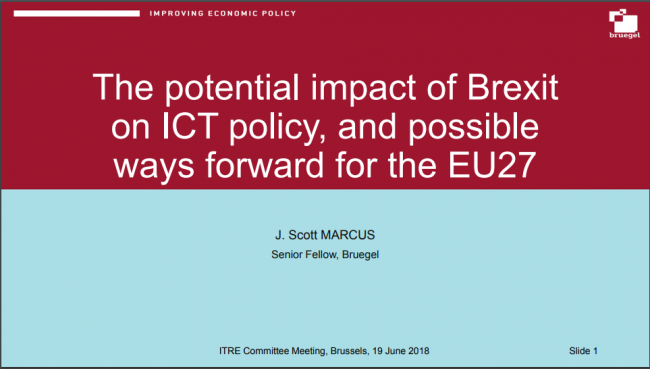 IMPROVING ECONOMIC POLICY
bruegel
The potential impact of Brexit
on ICT policy, and possible
ways forward for the EU27
J. Scott MARCUS
Senior Fellow, Bruegel
ITRE Committee Meeting, Brussels, 19 June 2018
Slide 1